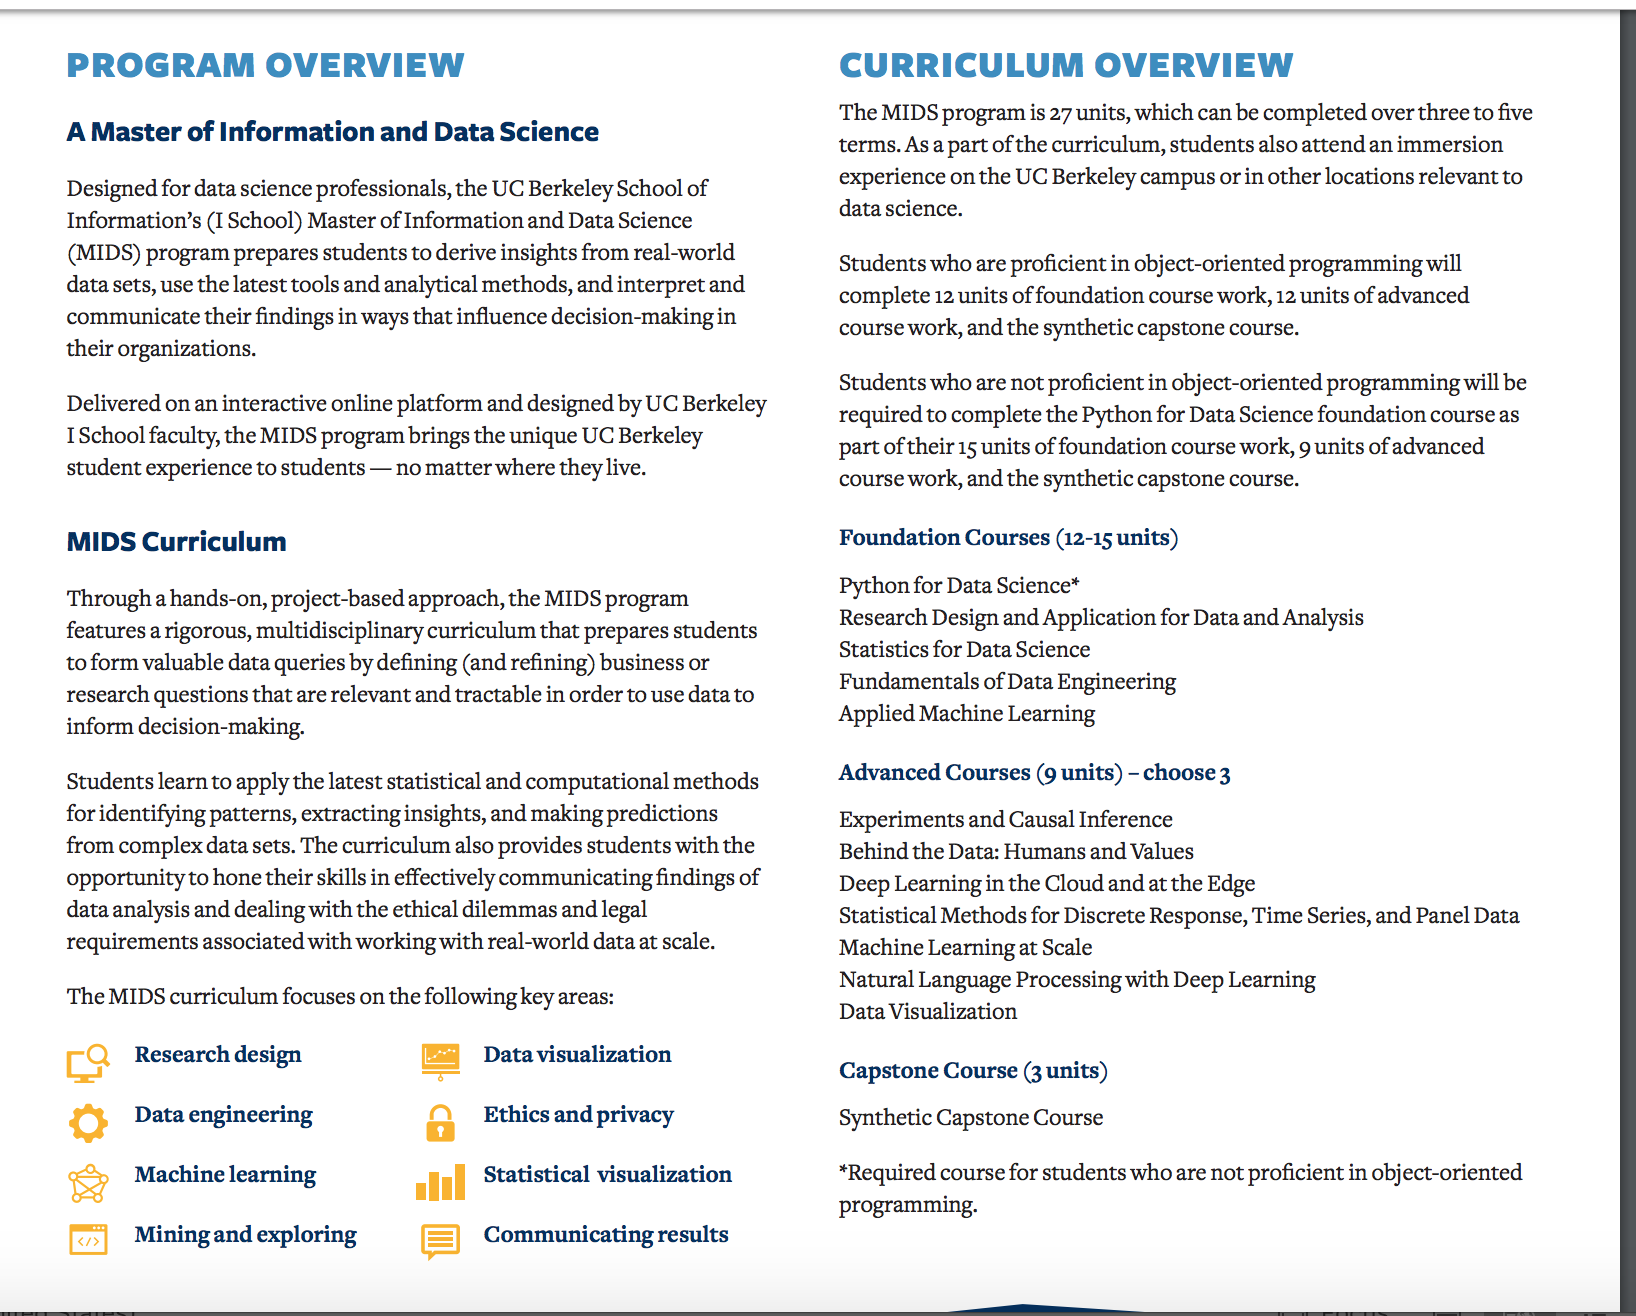 PROGRAM OVERVIEW
A Master of Information and Data Science
Designed for data science professionals, the UC Berkeley School of
Information’s (I School) Master of Information and Data Science
(MIDS) program prepares students to derive insights from real-world
data sets, use the latest tools and analytical methods, and interpret and
communicate their findings in ways that influence decision-making in
their organizations.
Delivered on an interactive online platform and designed by UC Berkeley
I School faculty, the MIDS program brings the unique UC Berkeley
student experience to students — no matter where they live.
MIDS Curriculum
Through a hands-on, project-based approach, the MIDS program
features a rigorous, multidisciplinary curriculum that prepares students
to form valuable data queries by defining (and refining) business or
research questions that are relevant and tractable in order to use data to
inform decision-making.
Students learn to apply the latest statistical and computational methods
for identifying patterns, extracting insights, and making predictions
from complex data sets. The curriculum also provides students with the
opportunity to hone their skills in effectively communicating findings of
data analysis and dealing with the ethical dilemmas and legal
requirements associated with working with real-world data at scale.
The MIDS curriculum focuses on the following key areas:
Research design
Data visualization
Data engineering
Ethics and privacy
Machine learning
Statistical visualization
Mining and exploring
Communicating results
CURRICULUM OVERVIEW
The MIDS program is 27 units, which can be completed over three to five
terms. As a part of the curriculum, students also attend an immersion
experience on the UC Berkeley campus or in other locations relevant to
data science.
Students who are proficient in object-oriented programming will
complete 12 units of foundation course work, 12 units of advanced
course work, and the synthetic capstone course.
Students who are not proficient in object-oriented programming will be
required to complete the Python for Data Science foundation course as
part of their 15 units of foundation course work, 9 units of advanced
course work, and the synthetic capstone course.
Foundation Courses (12-15 units)
Python for Data Science*
Research Design and Application for Data and Analysis
Statistics for Data Science
Fundamentals of Data Engineering
Applied Machine Learning
Advanced Courses (9 units) – choose 3
Experiments and Causal Inference
Behind the Data: Humans and Values
Deep Learning in the Cloud and at the Edge
Statistical Methods for Discrete Response, Time Series, and Panel Data
Machine Learning at Scale
Natural Language Processing with Deep Learning
Data Visualization
Capstone Course (3 units)
Synthetic Capstone Course
*Required course for students who are not proficient in object-oriented
programming.